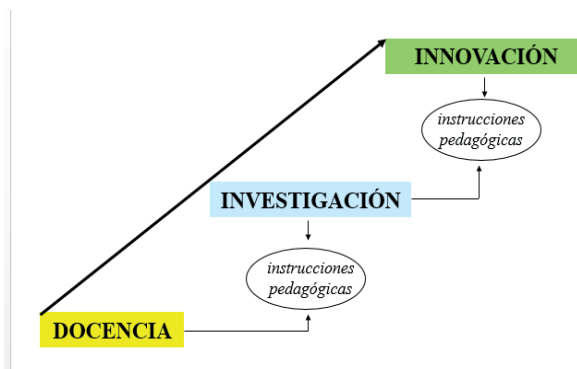 INNOVACIÓN
instrucciones
pedagógicas
INVESTIGACIÓN
instrucciones
pedagógicas
DOCENCIA